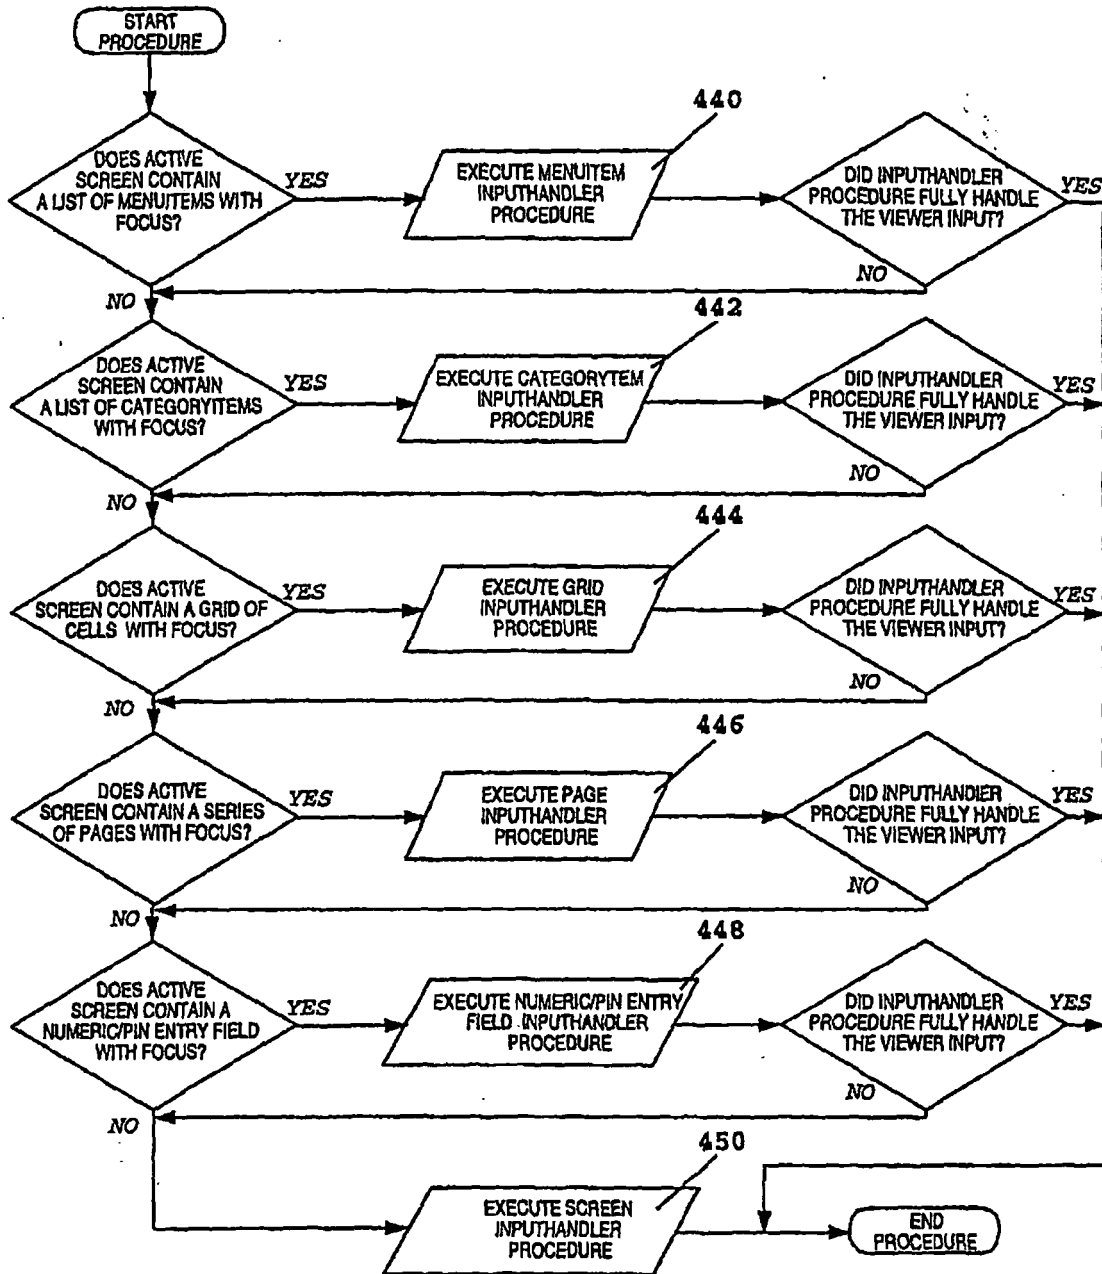 START
PROCEDURE
440
DOES ACTIVE
SCREEN CONTAIN
A LIST OF MENUITEMS WITH
FOCUS?
YES
EXECUTE MENUITEM
INPUTHANDLER
PROCEDURE
DID INPUTHANDLER
PROCEDURE FULLY HANDLE
THE VIEWER INPUT?
YES
NO
NO
442
DOES ACTIVE
SCREEN CONTAIN
A LIST OF CATEGORYITEMS
WITH FOCUS?
YES
EXECUTE CATEGORYTEM
INPUTHANDLER
PROCEDURE
DID INPUTHANDLER
PROCEDURE FULLY HANDLE
THE VIEWER INPUT?
YES
NO
NO
444
DOES ACTIVE
SCREEN CONTAIN A GRID OF
CELLS WITH FOCUS?
YES
EXECUTE GRID
INPUTHANDLER
PROCEDURE
DID INPUTHANDLER
PROCEDURE FULLY HANDLE
THE VIEWER INPUT?
YES
NO
NO
446
DOES ACTIVE
SCREEN CONTAIN A SERIES
OF PAGES WITH FOCUS?
YES
EXECUTE PAGE
INPUTHANDLER
PROCEDURE
DID INPUTHANDLER
PROCEDURE FULLY HANDLE
THE VIEWER INPUT?
YES
NO
NO
448
DOES ACTIVE
SCREEN CONTAIN A
NUMERIC/PIN ENTRY FIELD
WITH FOCUS?
YES
EXECUTE NUMERIC/PIN ENTRY
FIELD INPUTHANDLER
PROCEDURE
DID INPUTHANDLER
PROCEDURE FULLY HANDLE
THE VIEWER INPUT?
YES
NO
NO
450
EXECUTE SCREEN
INPUTHANDLER
PROCEDURE
END
PROCEDURE